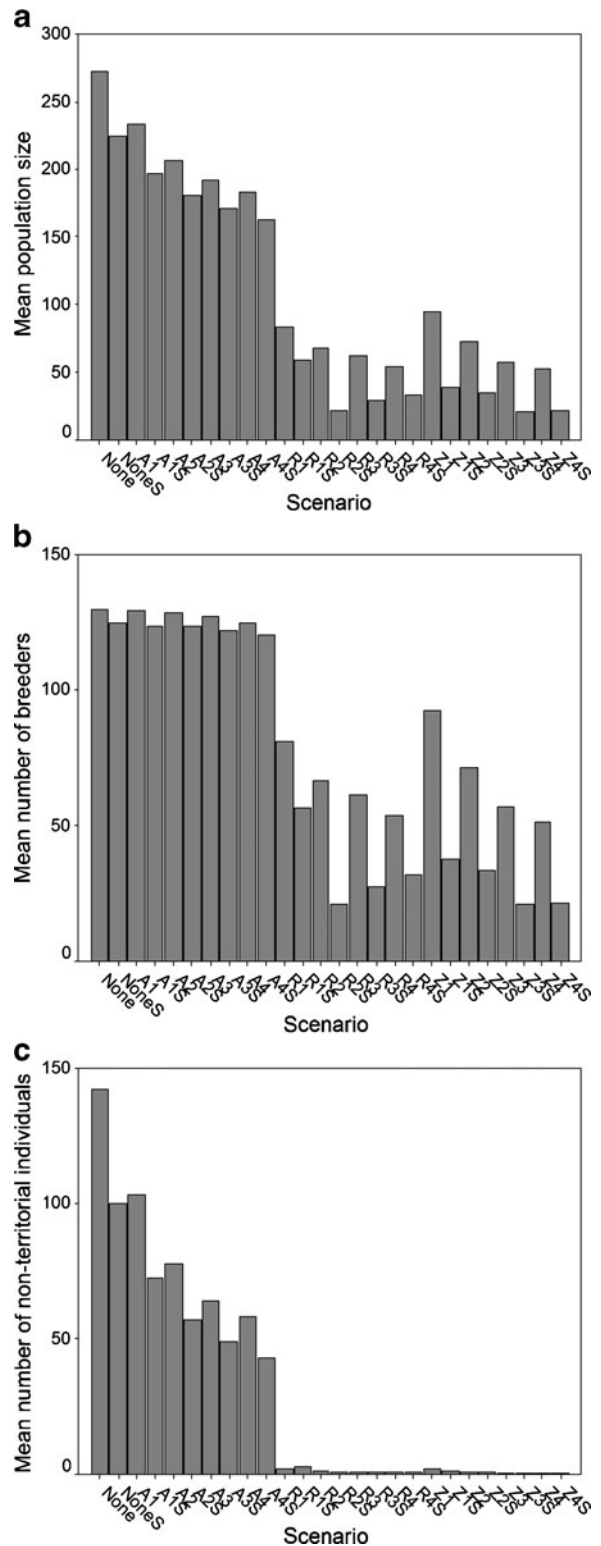 a
Mean population size
300
250
200
150
100
50
0
None NoneS A1 A1S A2 A2S A3 A3S A4 A4S R1 R1S R2 R2S R3 R3S R4 R4S Z1 Z1S Z2 Z2S Z3 Z3S Z4 Z4S
Scenario
b
Mean number of breeders
150
100
50
0
None NoneS A1 A1S A2 A2S A3 A3S A4 A4S R1 R1S R2 R2S R3 R3S R4 R4S Z1 Z1S Z2 Z2S Z3 Z3S Z4 Z4S
Scenario
c
Mean number of non-territorial individuals
150
100
50
0
None NoneS A1 A1S A2 A2S A3 A3S A4 A4S R1 R1S R2 R2S R3 R3S R4 R4S Z1 Z1S Z2 Z2S Z3 Z3S Z4 Z4S
Scenario